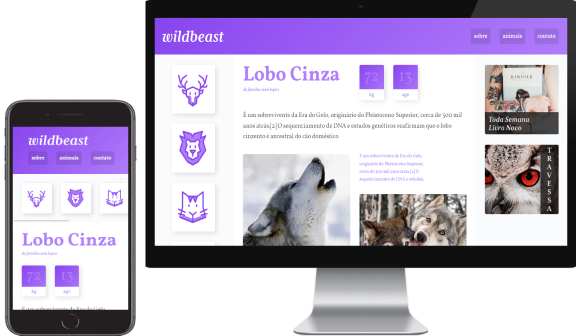 wildbeast
sobre
animais
contato
Lobo Cinza
da família canis lupus
72
kg
13
ago
É um sobrevivente da Era do Gelo,
wildbeast
sobre
animais
contato
Lobo Cinza
da família canis lupus
72
kg
13
ago
É um sobrevivente da Era do Gelo, originário do Pleistoceno Superior, cerca de 300 mil
anos atrás.[2] O sequenciamento de DNA e estudos genéticos reafirmam que o lobo
cinzento é ancestral do cão doméstico
É um sobrevivente da Era do Gelo,
originário do Pleistoceno Superior,
cerca de 300 mil anos atrás.[2] O
sequenciamento de DNA e estudos.
KINFOLK
Toda Semana
Livro Novo
TRAVESSA